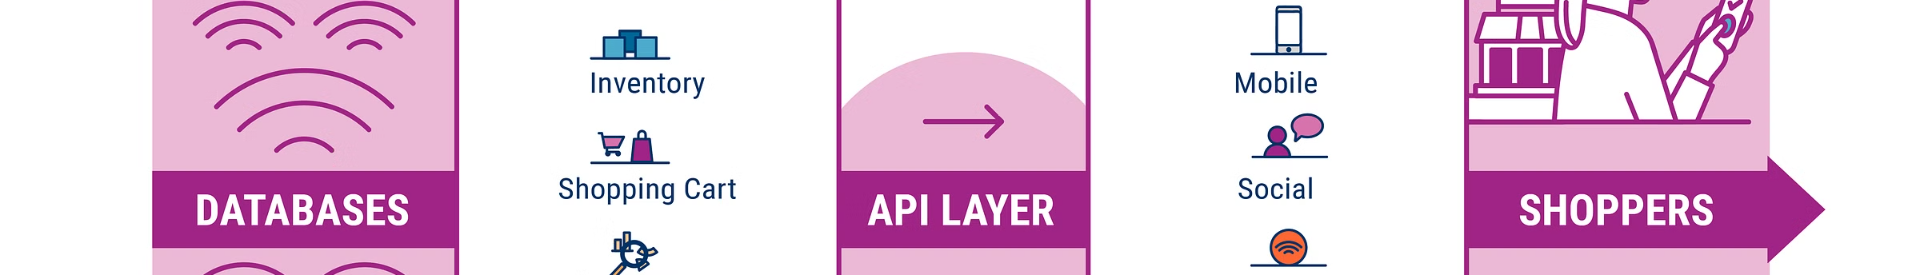 Inventory
Shopping Cart
Mobile
Social
DATABASES
API LAYER
SHOPPERS